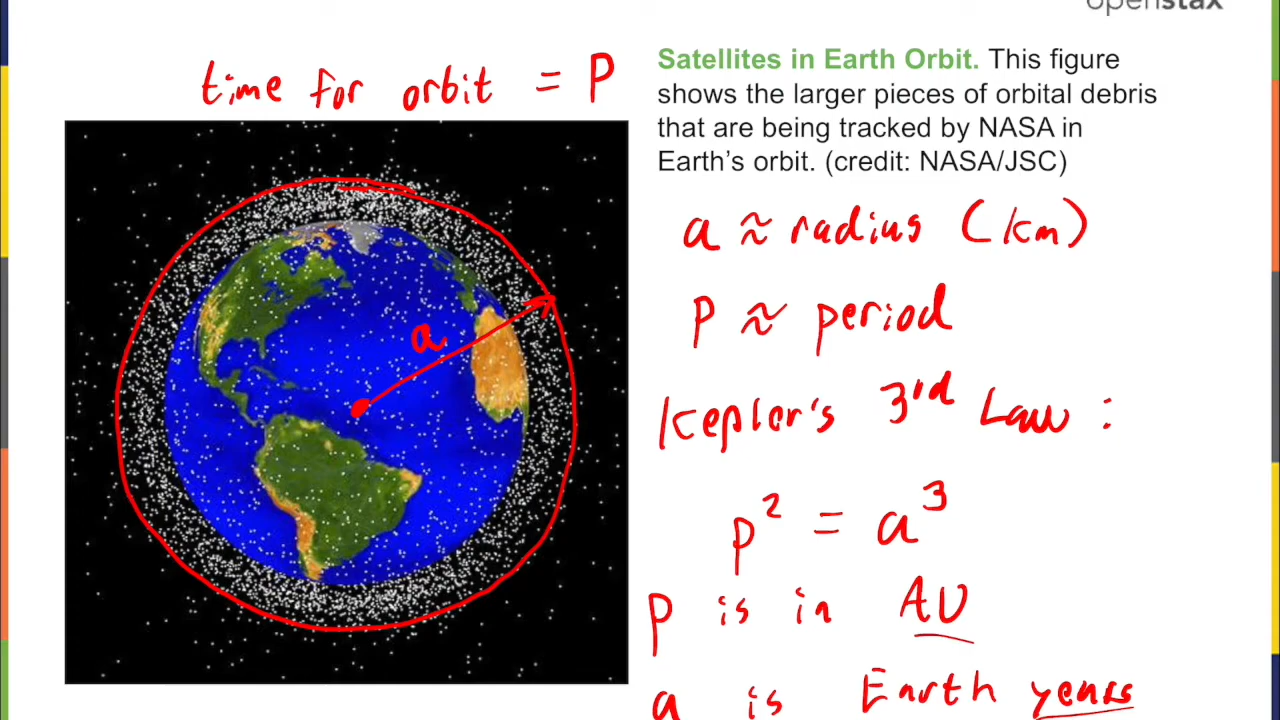 openstax
time for orbit = P
Satellites in Earth Orbit. This figure
shows the larger pieces of orbital debris
that are being tracked by NASA in
Earth’s orbit. (credit: NASA/JSC)
a ≈ radius (km)
P ≈ period
a
Kepler's 3rd Law :
p² = a³
P is in AU
a is Earth years